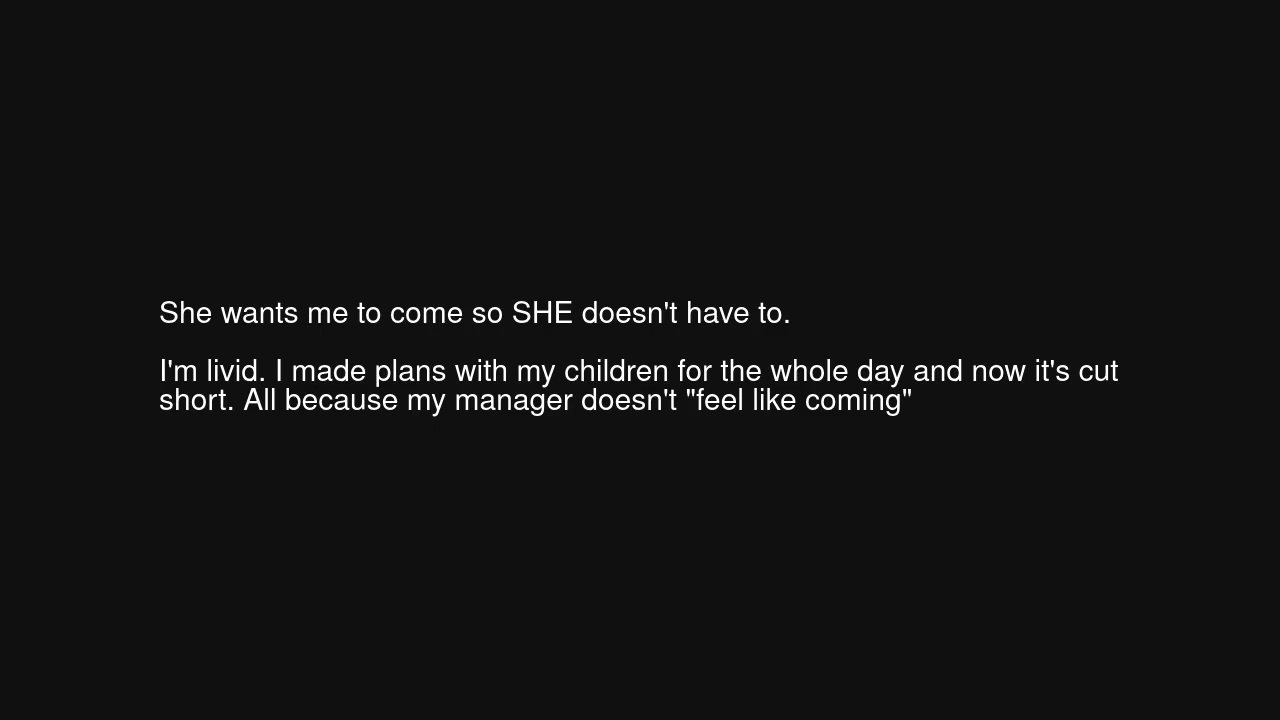 She wants me to come so SHE doesn't have to.
I'm livid. I made plans with my children for the whole day and now it's cut
short. All because my manager doesn't "feel like coming"